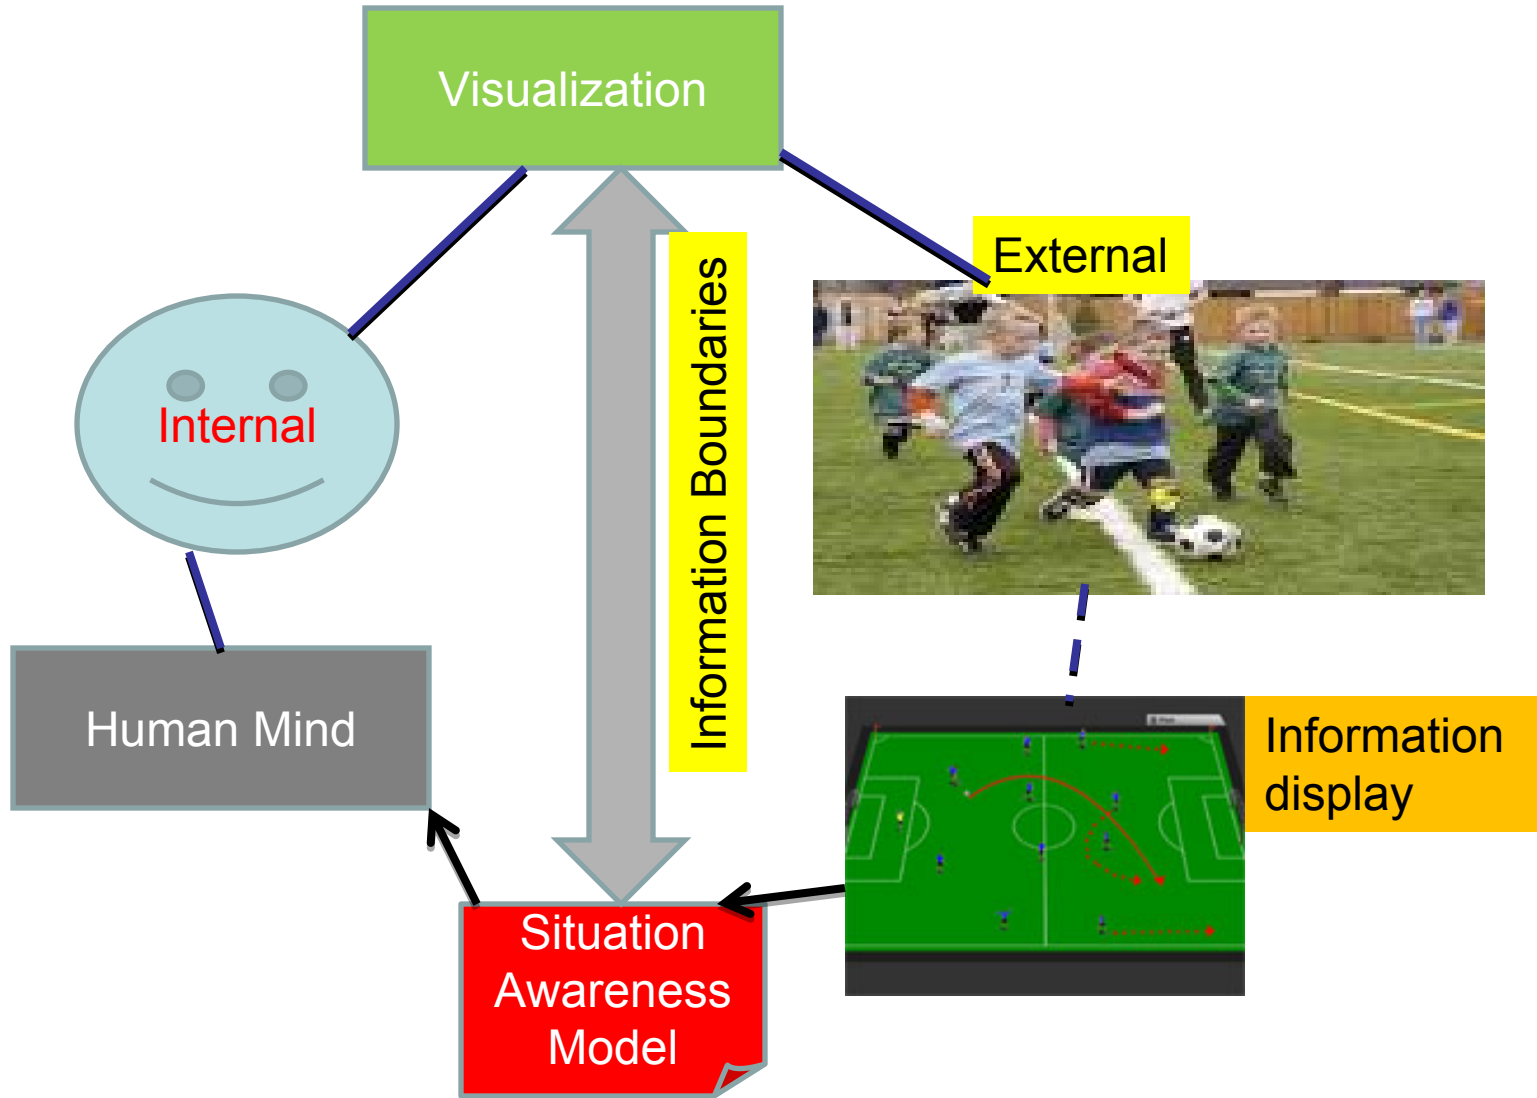 Visualization
External
Internal
Information Boundaries
Human Mind
Information
display
Situation
Awareness
Model